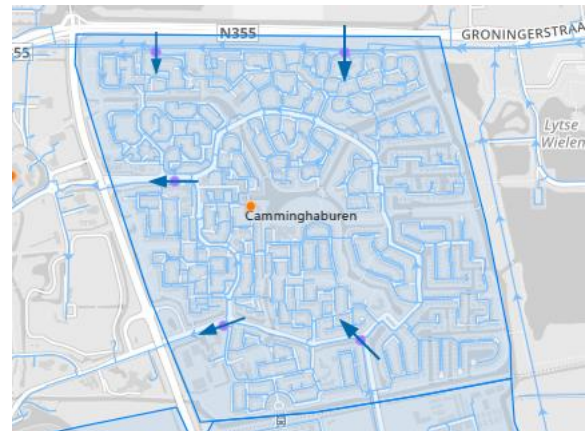 N355
GRONINGERSTRAA
55
Lytse
Wielen
Camminghaburen